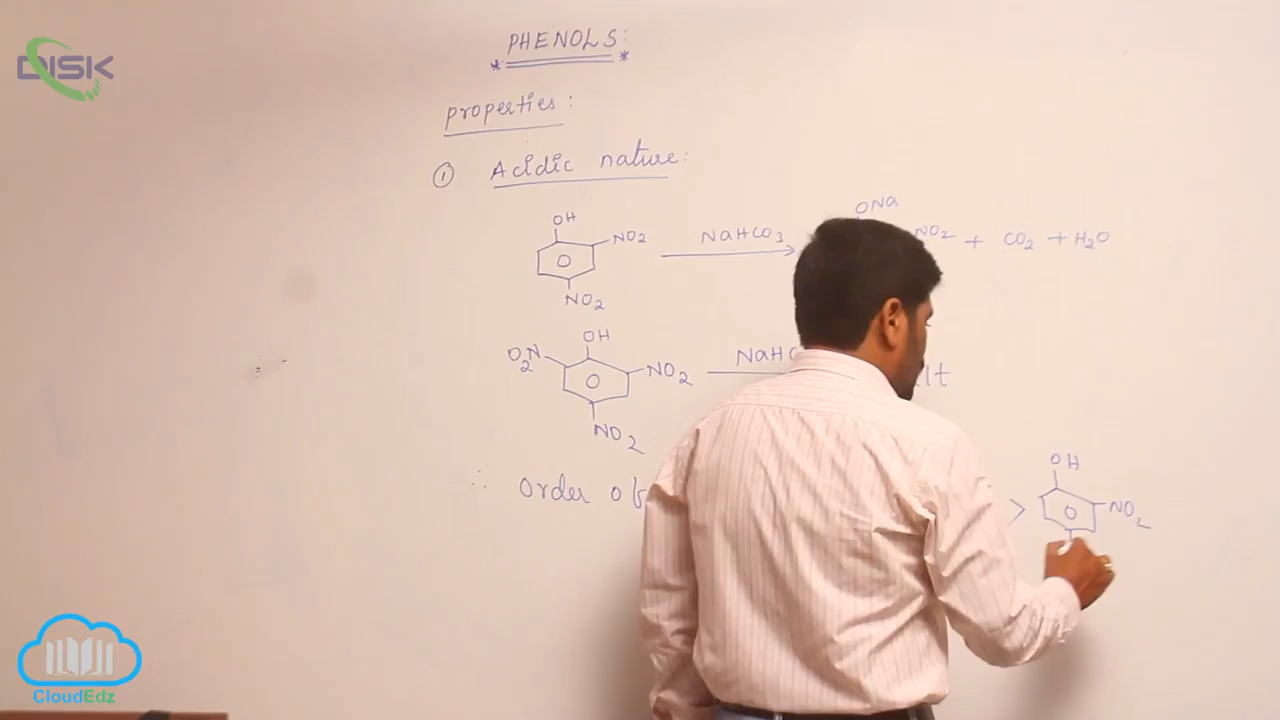 DISK
PHENOLS:
properties:
① Acidic nature:
OH
NO2
NO2
NaHCO3
ONa
NO2 + CO2 + H2O
OH
O2N
NO2
NO2
NaHC
lt
∴ Order of
> OH
NO2
CloudEdz